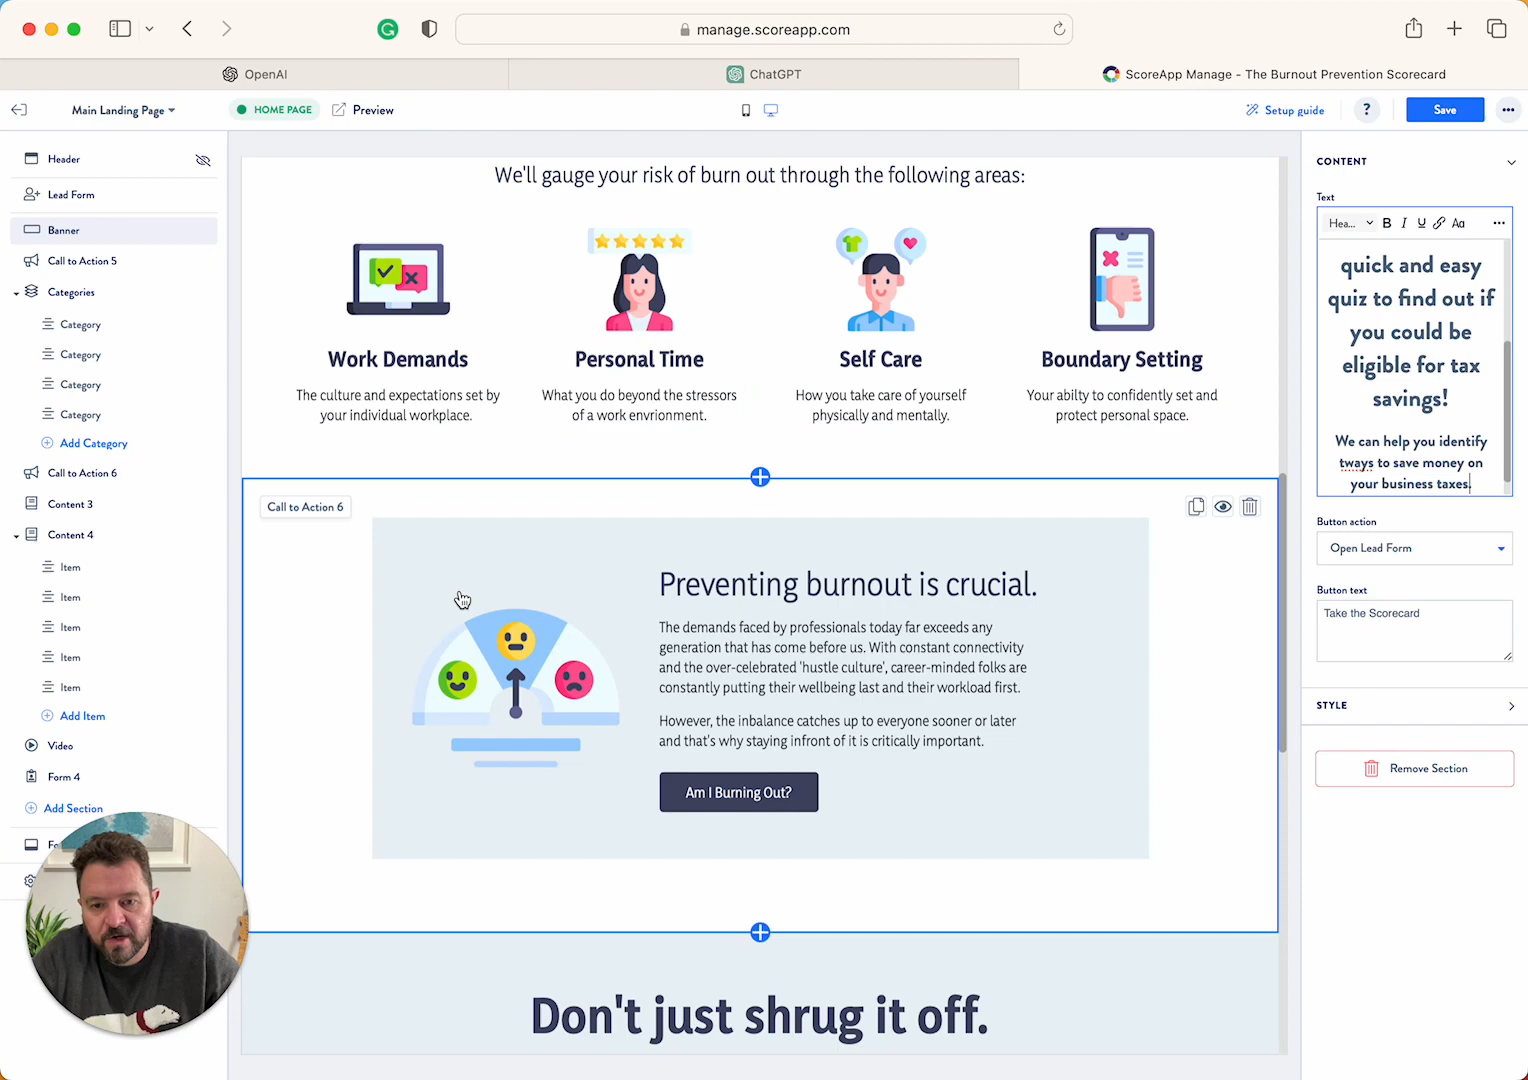 manage.scoreapp.com
OpenAI
ChatGPT
ScoreApp Manage - The Burnout Prevention Scorecard
Main Landing Page
HOME PAGE
Preview
Setup guide
?
Save
Header
Lead Form
Banner
Call to Action 5
Categories
Category
Category
Category
Category
Add Category
Call to Action 6
Content 3
Content 4
Item
Item
Item
Item
Item
Add Item
Video
Form 4
Add Section
We'll gauge your risk of burn out through the following areas:
Work Demands
The culture and expectations set by
your individual workplace.
Personal Time
What you do beyond the stressors
of a work envrionment.
Self Care
How you take care of yourself
physically and mentally.
Boundary Setting
Your abilty to confidently set and
protect personal space.
Call to Action 6
Preventing burnout is crucial.
The demands faced by professionals today far exceeds any
generation that has come before us. With constant connectivity
and the over-celebrated 'hustle culture', career-minded folks are
constantly putting their wellbeing last and their workload first.
However, the inbalance catches up to everyone sooner or later
and that's why staying infront of it is critically important.
Am I Burning Out?
Don't just shrug it off.
CONTENT
Text
Hea... B I U Aa
quick and easy
quiz to find out if
you could be
eligible for tax
savings!
We can help you identify
tways to save money on
your business taxes.
Button action
Open Lead Form
Button text
Take the Scorecard
STYLE
Remove Section